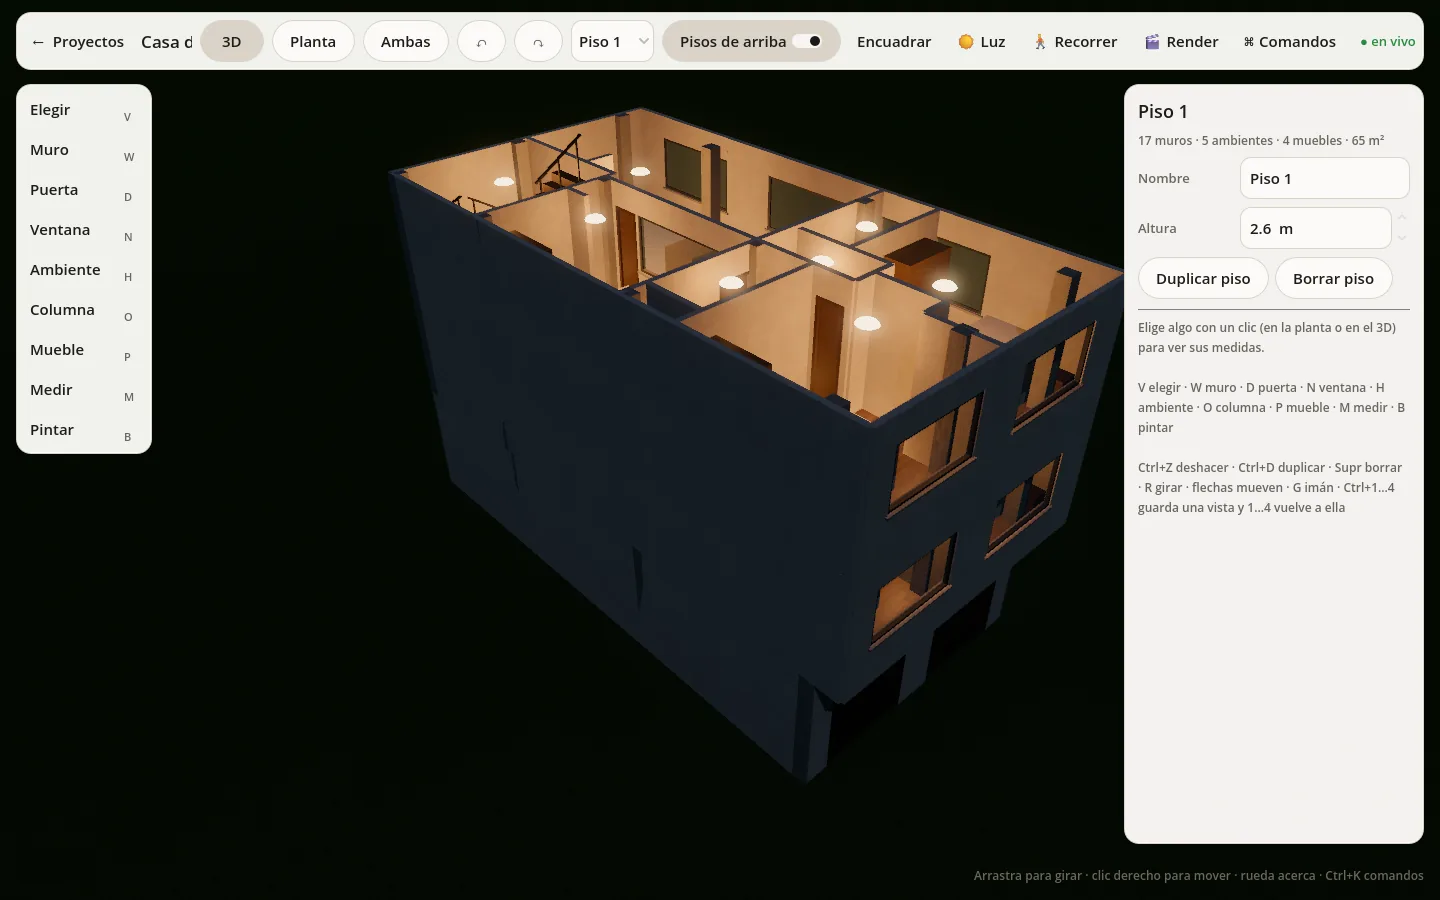 ← Proyectos
Casa d
3D
Planta
Ambas
Piso 1
Pisos de arriba
Encuadrar
Luz
Recorrer
Render
⌘ Comandos
● en vivo
Elegir V
Muro W
Puerta D
Ventana N
Ambiente H
Columna O
Mueble P
Medir M
Pintar B
Piso 1
17 muros · 5 ambientes · 4 muebles · 65 m²
Nombre Piso 1
Altura 2.6 m
Duplicar piso
Borrar piso
Elige algo con un clic (en la planta o en el 3D)
para ver sus medidas.
V elegir · W muro · D puerta · N ventana · H
ambiente · O columna · P mueble · M medir · B
pintar
Ctrl+Z deshacer · Ctrl+D duplicar · Supr borrar
· R girar · flechas mueven · G imán · Ctrl+1…4
guarda una vista y 1…4 vuelve a ella
Arrastra para girar · clic derecho para mover · rueda acerca · Ctrl+K comandos